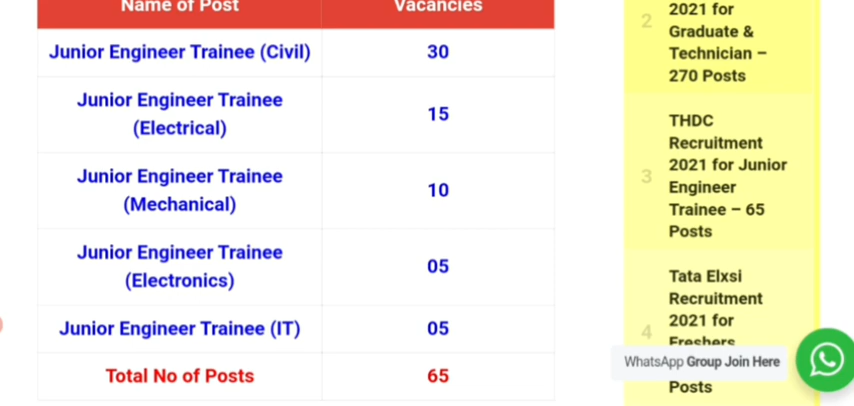 Name of Post Vacancies
Junior Engineer Trainee (Civil) 30
Junior Engineer Trainee
(Electrical) 15
Junior Engineer Trainee
(Mechanical) 10
Junior Engineer Trainee
(Electronics) 05
Junior Engineer Trainee (IT) 05
Total No of Posts 65
2
2021 for
Graduate &
Technician –
270 Posts
3
THDC
Recruitment
2021 for Junior
Engineer
Trainee – 65
Posts
4
Tata Elxsi
Recruitment
2021 for
Freshers
Posts
WhatsApp Group Join Here